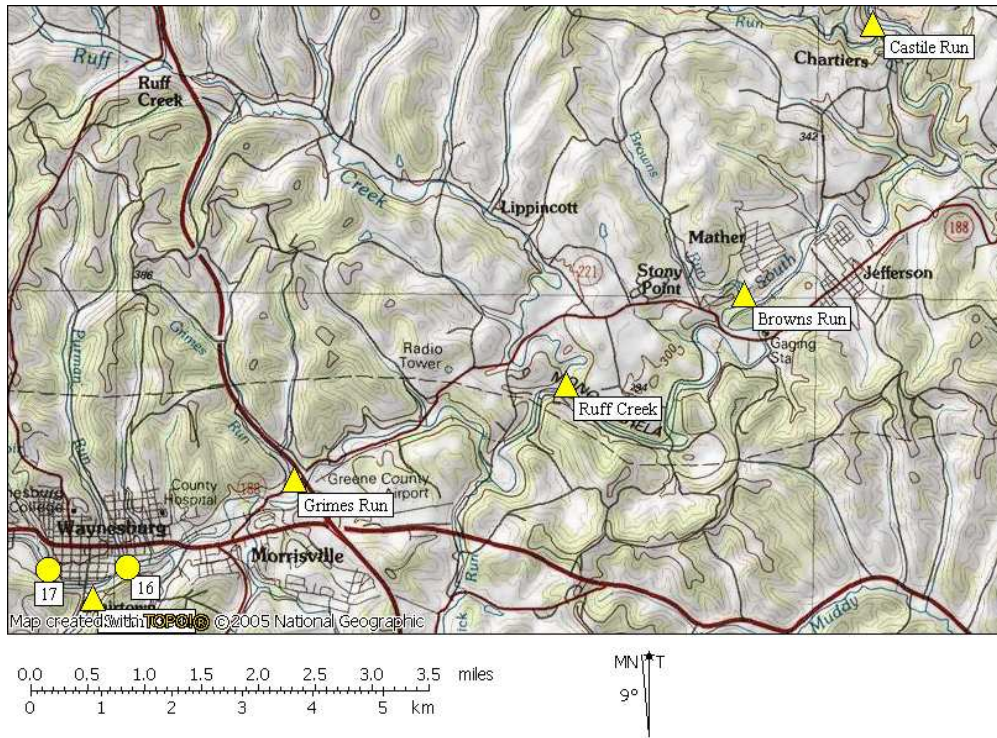 Run
Castile Run
Chartiers
Ruff
Ruff
Creek
342
Browns
Creek
Lippincott
188
Mather
South
221
Run
Stony
Point
Jefferson
386
Browns Run
Grimes
Gaging
Sta
Purman
Radio
Tower
300
284
Ruff Creek
Run
Run
County
Hospital
188
Greene County
Airport
Grimes Run
College
Waynesburg
Morrisville
Run
17
16
Muddy
Map created with TOPO!® ©2005 National Geographic
0.0 0.5 1.0 1.5 2.0 2.5 3.0 3.5 miles
0 1 2 3 4 5 km
MN T
9°